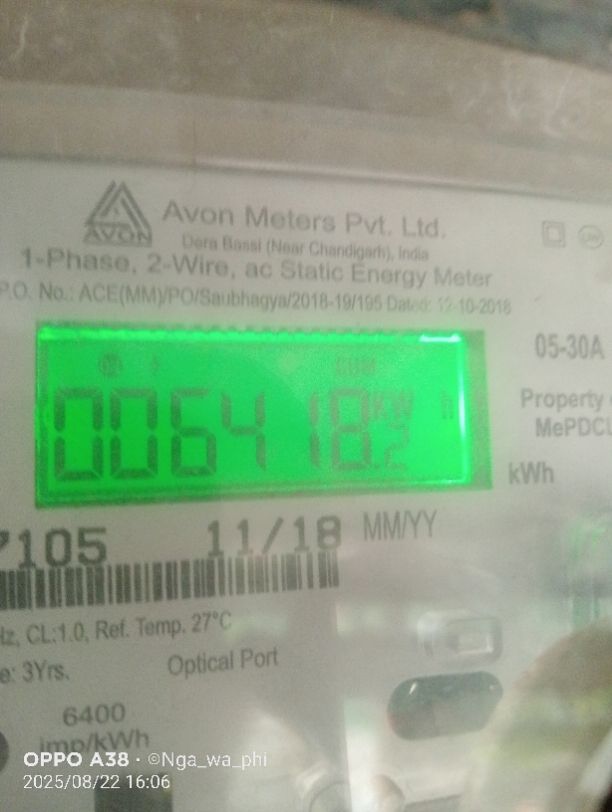 AVON
Avon Meters Pvt. Ltd.
Dera Bassi (Near Chandigarh), India
1-Phase, 2-Wire, ac Static Energy Meter
P.O. No.: ACE(MM)/PO/Saubhagya/2018-19/195 Dated: 12-10-2018
05-30A
CUM
006418.2
KW
Property
MePDCL
kWh
7105
11/18 MM/YY
Hz, CL:1.0, Ref. Temp. 27°C
e: 3Yrs.
Optical Port
6400
imp/kWh
OPPO A38 · ©Nga_wa_phi
2025/08/22 16:06